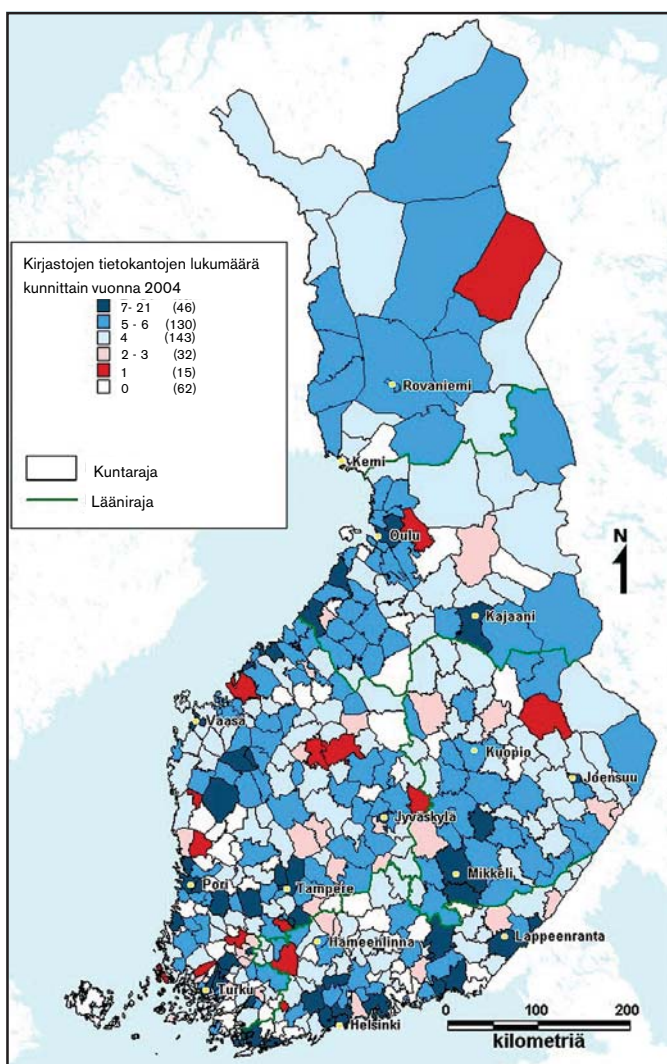 Kirjastojen tietokantojen lukumäärä
kunnittain vuonna 2004
7- 21 (46)
5 - 6 (130)
4 (143)
2 - 3 (32)
1 (15)
0 (62)
Kuntaraja
Lääniraja
Rovaniemi
Kemi
Oulu
N
Kajaani
Vaasa
Kuopio
Joensuu
Jyväskylä
Pori
Tampere
Mikkeli
Hämeenlinna
Lappeenranta
Turku
Helsinki
0 100 200
kilometriä